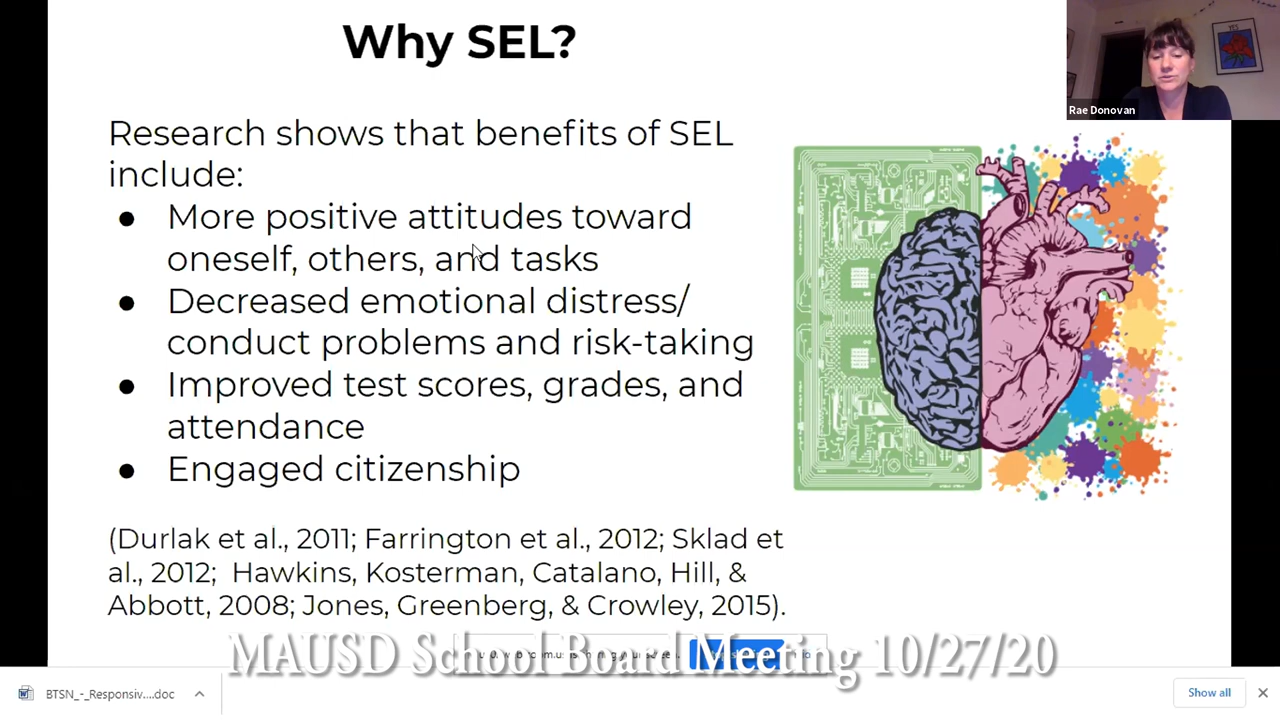 Why SEL?
YES
Rae Donovan
Research shows that benefits of SEL
include:
● More positive attitudes toward
oneself, others, and tasks
● Decreased emotional distress/
conduct problems and risk-taking
● Improved test scores, grades, and
attendance
● Engaged citizenship
(Durlak et al., 2011; Farrington et al., 2012; Sklad et
al., 2012; Hawkins, Kosterman, Catalano, Hill, &
Abbott, 2008; Jones, Greenberg, & Crowley, 2015).
MAUSD School Board Meeting 10/27/20
BTSN_-_Responsiv....doc
Show all